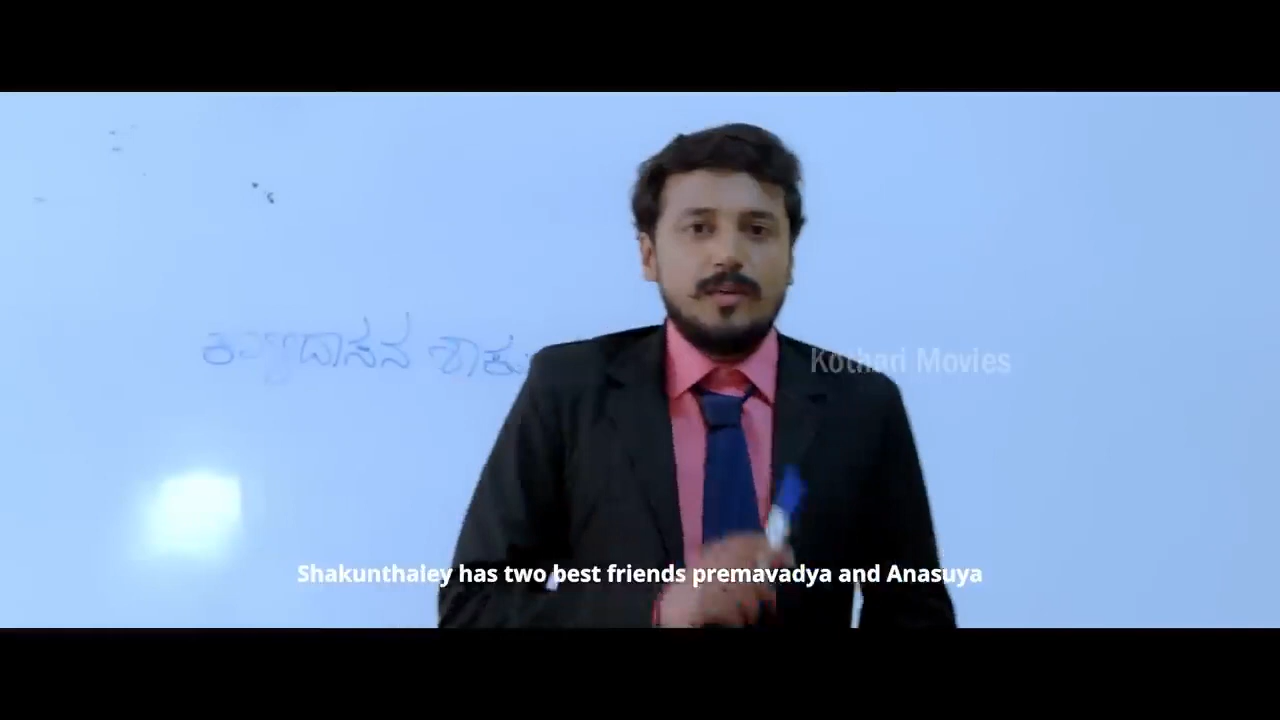 ಶಾಕು
Kothari Movies
Shakunthaley has two best friends premavadya and Anasuya